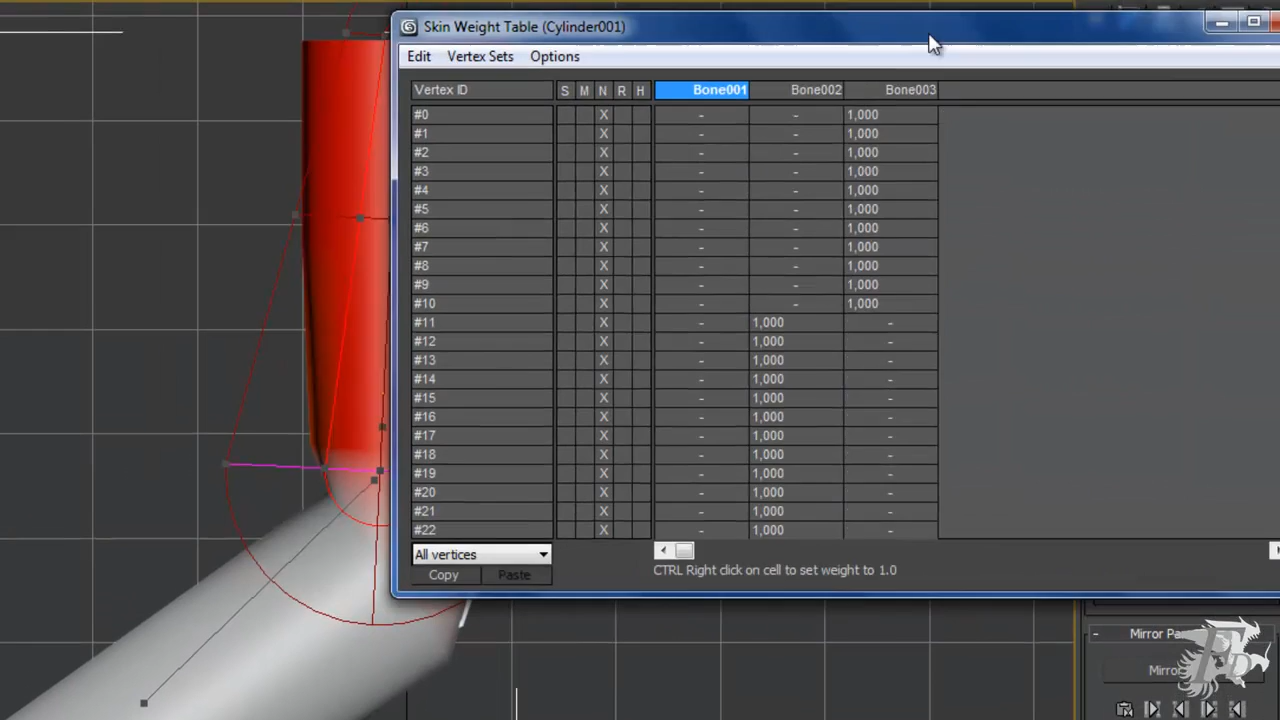 Skin Weight Table (Cylinder001)
Edit Vertex Sets Options
Vertex ID S M N R H Bone001 Bone002 Bone003
#0 X - - 1,000
#1 X - - 1,000
#2 X - - 1,000
#3 X - - 1,000
#4 X - - 1,000
#5 X - - 1,000
#6 X - - 1,000
#7 X - - 1,000
#8 X - - 1,000
#9 X - - 1,000
#10 X - - 1,000
#11 X - 1,000 -
#12 X - 1,000 -
#13 X - 1,000 -
#14 X - 1,000 -
#15 X - 1,000 -
#16 X - 1,000 -
#17 X - 1,000 -
#18 X - 1,000 -
#19 X - 1,000 -
#20 X - 1,000 -
#21 X - 1,000 -
#22 X - 1,000 -
All vertices
Copy Paste
CTRL Right click on cell to set weight to 1.0
- Mirror Pa
Mirror